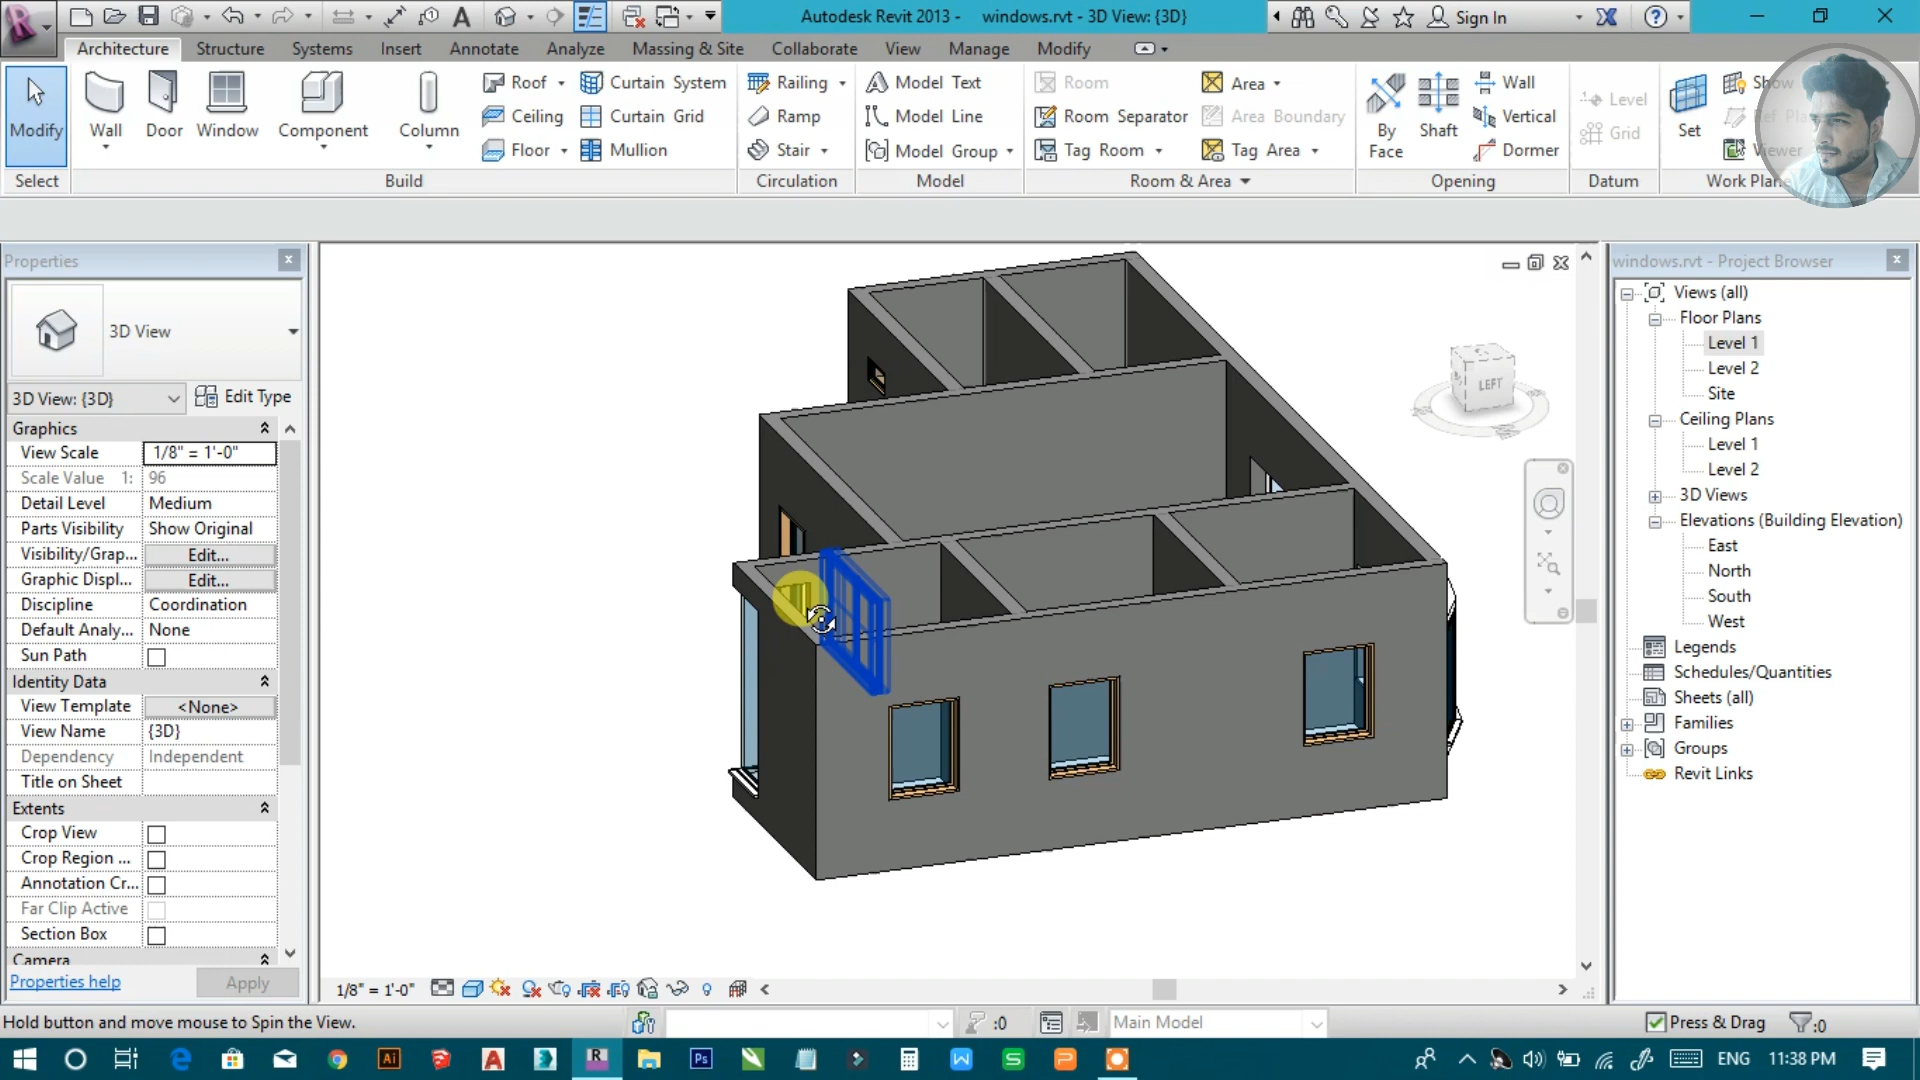 Autodesk Revit 2013 - windows.rvt - 3D View: {3D}
Sign In
Architecture Structure Systems Insert Annotate Analyze Massing & Site Collaborate View Manage Modify
Modify
Wall
Door
Window
Component
Column
Roof
Ceiling
Floor
Curtain System
Curtain Grid
Mullion
Railing
Ramp
Stair
Model Text
Model Line
Model Group
Room
Room Separator
Tag Room
Area
Area Boundary
Tag Area
By Face
Shaft
Wall
Vertical
Dormer
Level
Grid
Set
Show
Viewer
Select Build Circulation Model Room & Area Opening Datum Work Plane
Properties
3D View
3D View: {3D} Edit Type
Graphics
View Scale 1/8" = 1'-0"
Scale Value 1: 96
Detail Level Medium
Parts Visibility Show Original
Visibility/Grap... Edit...
Graphic Displ... Edit...
Discipline Coordination
Default Analy... None
Sun Path
Identity Data
View Template <None>
View Name {3D}
Dependency Independent
Title on Sheet
Extents
Crop View
Crop Region ...
Annotation Cr...
Far Clip Active
Section Box
Camera
Properties help Apply
LEFT
windows.rvt - Project Browser
Views (all)
Floor Plans
Level 1
Level 2
Site
Ceiling Plans
Level 1
Level 2
3D Views
Elevations (Building Elevation)
East
North
South
West
Legends
Schedules/Quantities
Sheets (all)
Families
Groups
Revit Links
1/8" = 1'-0"
Hold button and move mouse to Spin the View.
:0
Main Model
Press & Drag
:0
ENG 11:38 PM